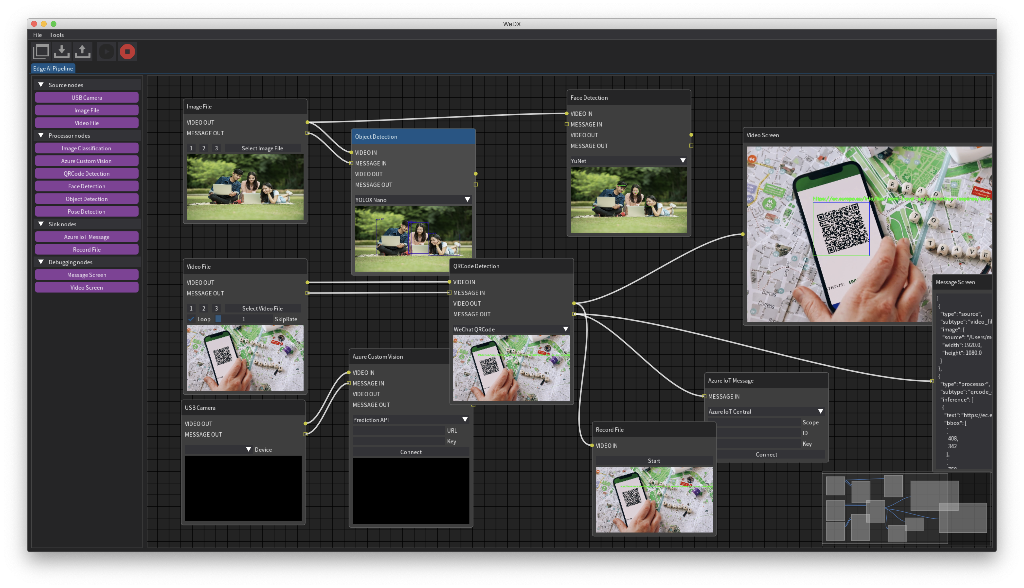 WeDX
File Tools
Edge AI Pipeline
Source nodes
USB Camera
Image File
Video File
Processor nodes
Image Classification
Azure Custom Vision
QRCode Detection
Face Detection
Object Detection
Pose Detection
Sink nodes
Azure IoT Message
Record File
Debugging nodes
Message Screen
Video Screen
Image File
VIDEO OUT
MESSAGE OUT
1 2 3 Select Image File
Object Detection
VIDEO IN
MESSAGE IN
VIDEO OUT
MESSAGE OUT
YOLOX Nano
Face Detection
VIDEO IN
MESSAGE IN
VIDEO OUT
MESSAGE OUT
YuNet
Video Screen
Video File
VIDEO OUT
MESSAGE OUT
1 2 3 Select Video File
Loop 1 SkipRate
QRCode Detection
VIDEO IN
MESSAGE IN
VIDEO OUT
MESSAGE OUT
WeChat QRCode
USB Camera
VIDEO OUT
MESSAGE OUT
Device
Azure Custom Vision
VIDEO IN
MESSAGE IN
VIDEO OUT
MESSAGE OUT
Prediction API
URL
Key
Connect
Record File
VIDEO IN
Start
Azure IoT Message
MESSAGE IN
Azure IoT Central
Scope
ID
Key
Connect
Message Screen
[
{
"type": "source",
"subtype": "video_fil
"image": [
"source": "/Users/m
"width": 1920.0,
"height": 1080.0
}
},
{
"type": "processor",
"subtype": "qrcode_
"inference": [
{
"text": "https://ec.e
"bbox": [
[
408,
342
],
[